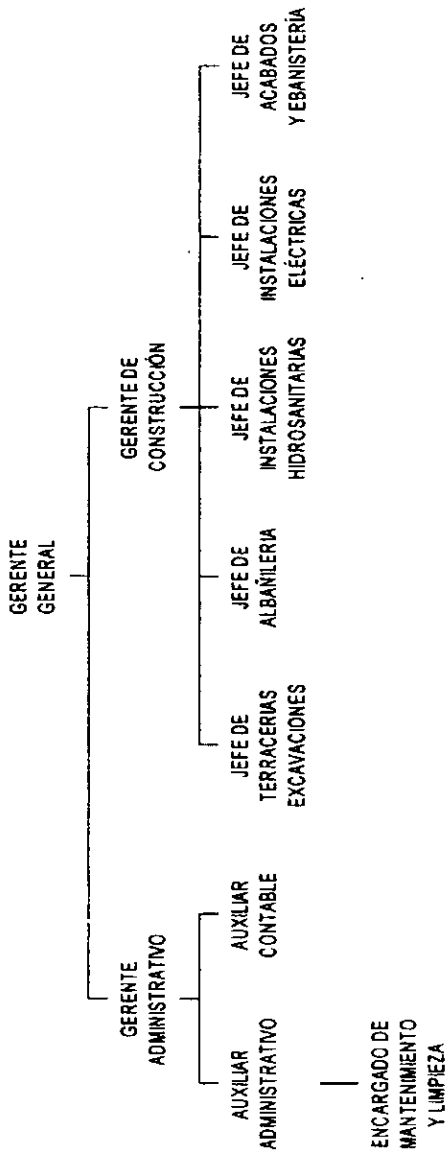 GERENTE
GENERAL
GERENTE
ADMINISTRATIVO
GERENTE DE
CONSTRUCCIÓN
AUXILIAR
ADMINISTRATIVO
AUXILIAR
CONTABLE
JEFE DE
TERRACERIAS
EXCAVACIONES
JEFE DE
ALBAÑILERIA
JEFE DE
INSTALACIONES
HIDROSANITARIAS
JEFE DE
INSTALACIONES
ELÉCTRICAS
JEFE DE
ACABADOS
Y EBANISTERÍA
ENCARGADO DE
MANTENIMIENTO
Y LIMPIEZA